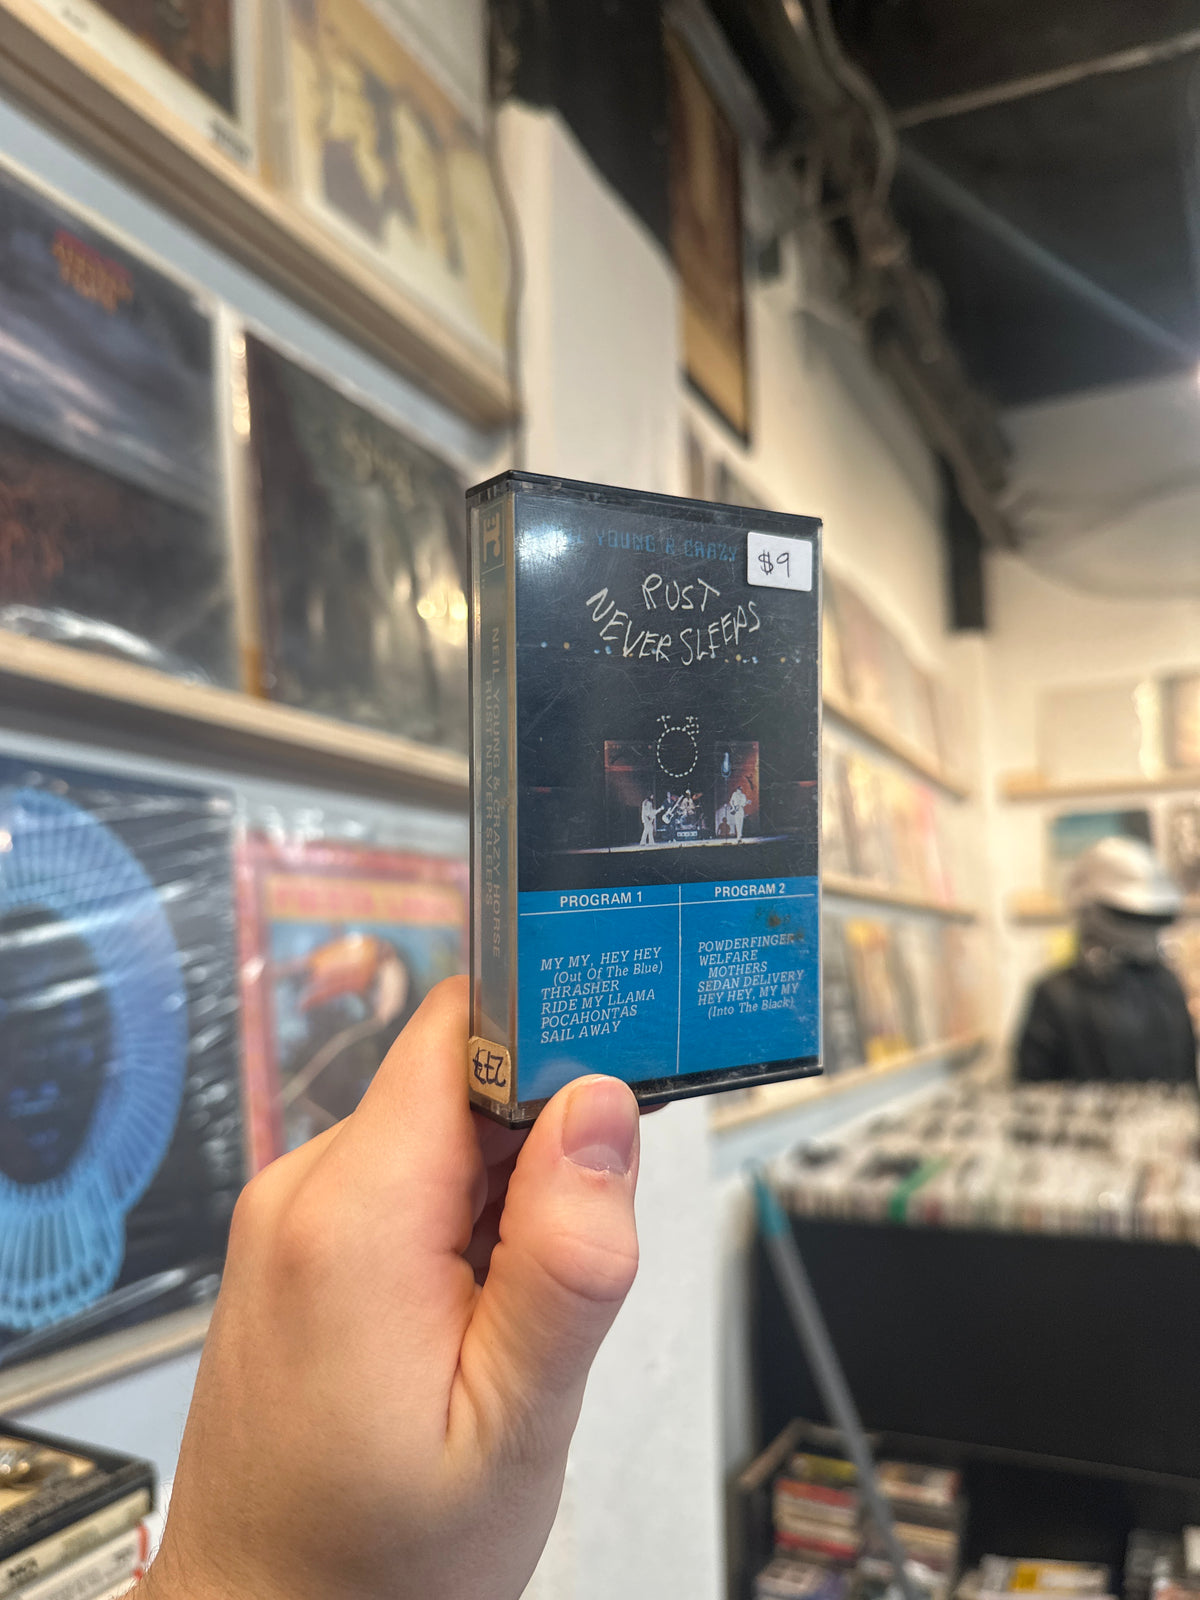 YOUNG & CRAZY
$9
RUST
NEVER SLEEPS
NEIL YOUNG & CRAZY HORSE
RUST NEVER SLEEPS
PROGRAM 1
MY MY, HEY HEY
(Out Of The Blue)
THRASHER
RIDE MY LLAMA
POCAHONTAS
SAIL AWAY
PROGRAM 2
POWDERFINGER
WELFARE
MOTHERS
SEDAN DELIVERY
HEY HEY, MY MY
(Into The Black)